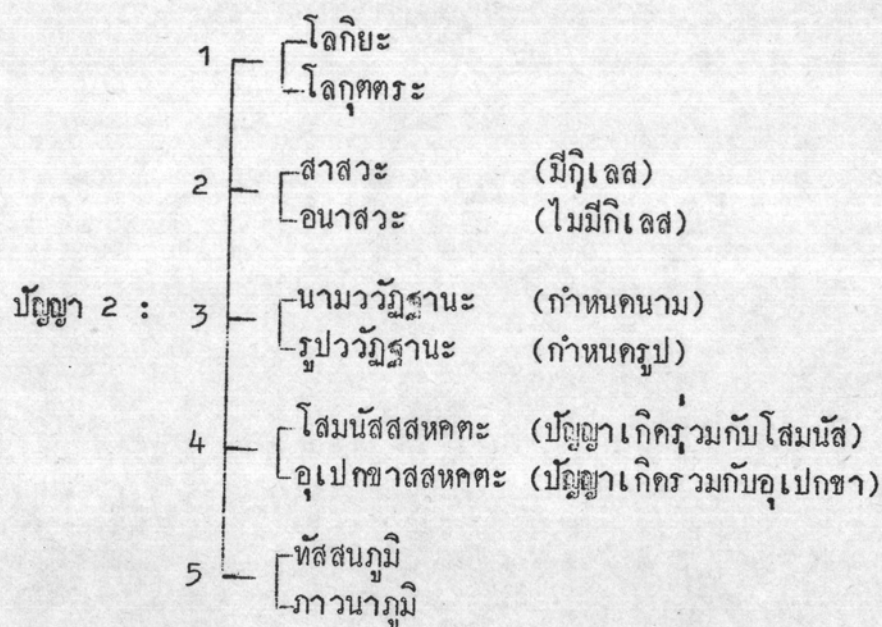 1
โลกิยะ
โลกุตตระ
2
สาสวะ (มีกิเลส)
อนาสวะ (ไมมีกิเลส)
ปัญญา 2 : 3
นามววัฏฐานะ (กำหนดนาม)
รูปววัฏฐานะ (กำหนดรูป)
4
โสมนัสสสหคตะ (ปัญญาเกิดร่วมกับโสมนัส)
อุเปกขาสสหคตะ (ปัญญาเกิดรวมกับอุเปกขา)
5
ทัสสนภูมิ
ภาวนาภูมิ